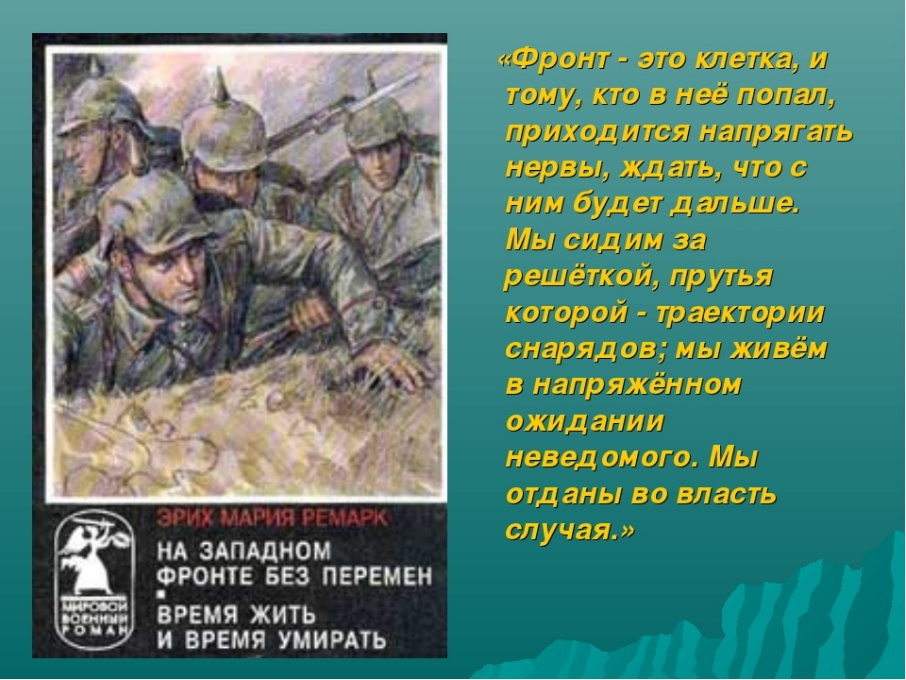 ЭРИХ МАРИЯ РЕМАРК
НА ЗАПАДНОМ
ФРОНТЕ БЕЗ ПЕРЕМЕН
ВРЕМЯ ЖИТЬ
И ВРЕМЯ УМИРАТЬ
МИРОВОЙ
ВОЕННЫЙ
РОМАН
«Фронт - это клетка, и
тому, кто в неё попал,
приходится напрягать
нервы, ждать, что с
ним будет дальше.
Мы сидим за
решёткой, прутья
которой - траектории
снарядов; мы живём
в напряжённом
ожидании
неведомого. Мы
отданы во власть
случая.»